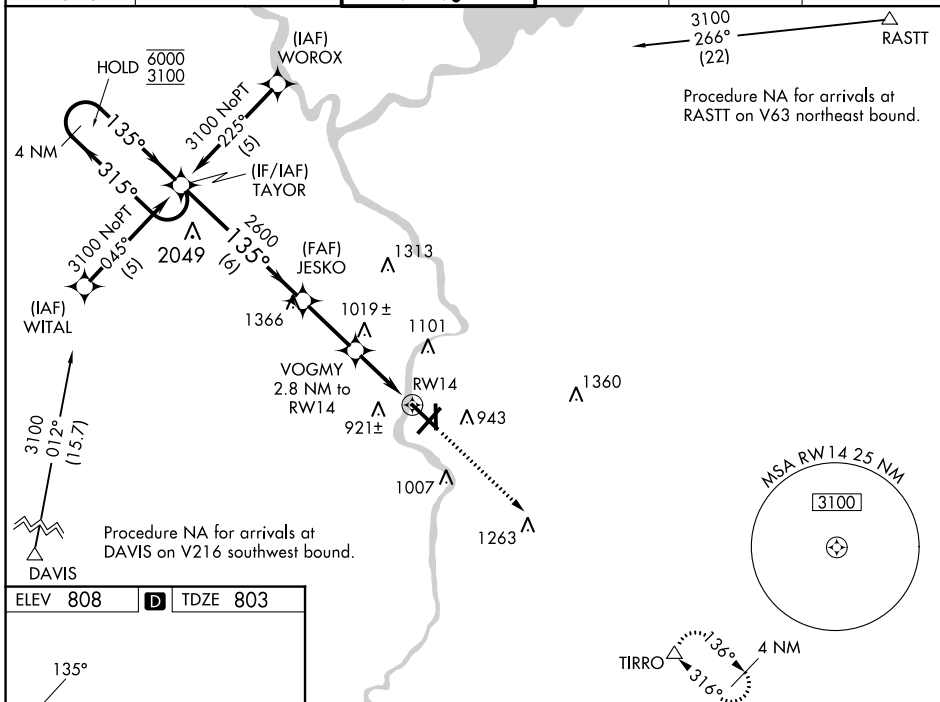 3100
266°
(22)
RASTT
Procedure NA for arrivals at
RASTT on V63 northeast bound.
(IAF)
WOROX
HOLD 6000
3100
3100 NoPT
225°
(5)
135°
4 NM
315°
(IF/IAF)
TAYOR
3100 NoPT
045°
(5)
2049
2600
135°
(6)
(FAF)
JESKO
1313
(IAF)
WITAL
1366
1019±
1101
VOGMY
2.8 NM to
RW14
RW14
1360
921±
943
3100
012°
(15.7)
1007
MSA RW14 25 NM
3100
1263
Procedure NA for arrivals at
DAVIS on V216 southwest bound.
DAVIS
ELEV 808 D TDZE 803
135°
TIRRO
136°
316°
4 NM